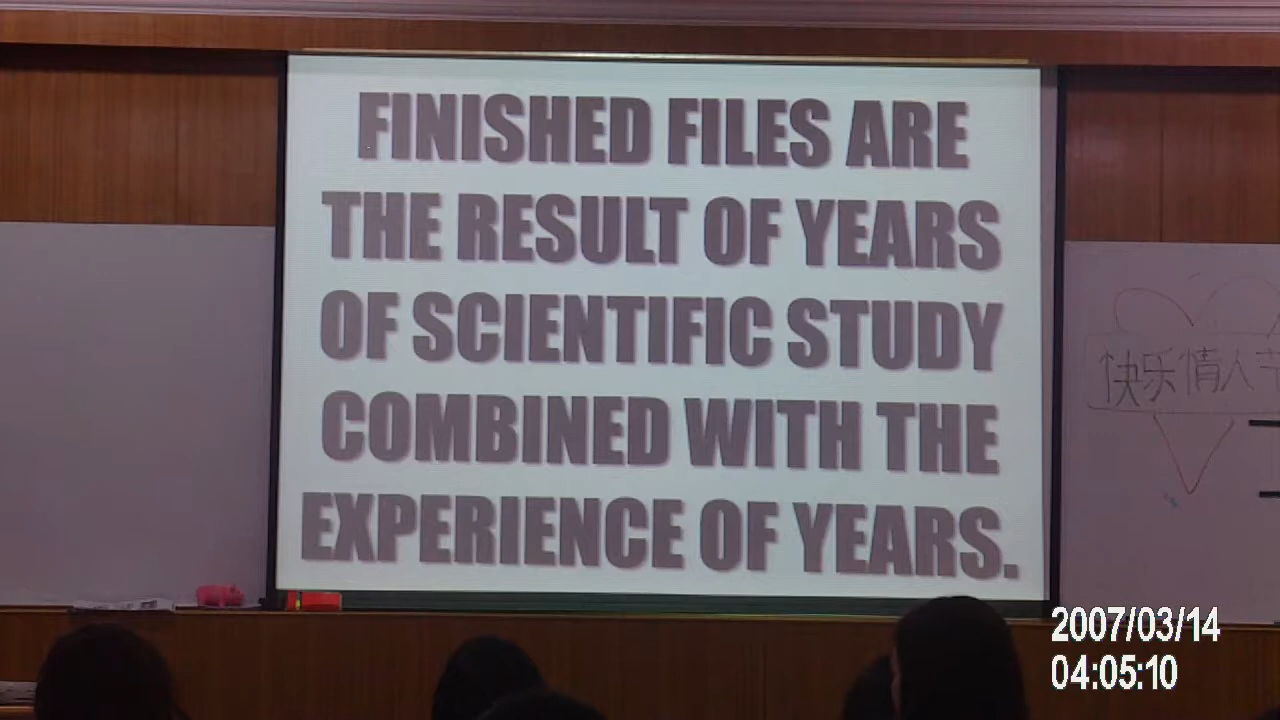 FINISHED FILES ARE
THE RESULT OF YEARS
OF SCIENTIFIC STUDY
COMBINED WITH THE
EXPERIENCE OF YEARS.
快乐情人节
2007/03/14
04:05:10